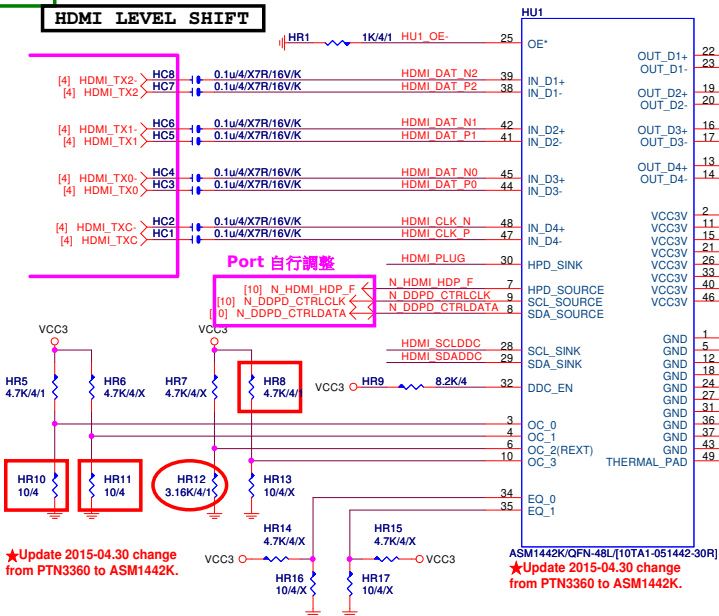 HDMI LEVEL SHIFT
HU1
HR1 1K/4/1 HU1_OE- 25 OE*
OUT_D1+ 22
OUT_D1- 23
[4] HDMI_TX2- HC8 0.1u/4/X7R/16V/K HDMI_DAT_N2 39 IN_D1+
[4] HDMI_TX2 HC7 0.1u/4/X7R/16V/K HDMI_DAT_P2 38 IN_D1-
OUT_D2+ 19
OUT_D2- 20
[4] HDMI_TX1- HC6 0.1u/4/X7R/16V/K HDMI_DAT_N1 42 IN_D2+
[4] HDMI_TX1 HC5 0.1u/4/X7R/16V/K HDMI_DAT_P1 41 IN_D2-
OUT_D3+ 16
OUT_D3- 17
[4] HDMI_TX0- HC4 0.1u/4/X7R/16V/K HDMI_DAT_N0 45 IN_D3+
[4] HDMI_TX0 HC3 0.1u/4/X7R/16V/K HDMI_DAT_P0 44 IN_D3-
OUT_D4+ 13
OUT_D4- 14
[4] HDMI_TXC- HC2 0.1u/4/X7R/16V/K HDMI_CLK_N 48 IN_D4+
[4] HDMI_TXC HC1 0.1u/4/X7R/16V/K HDMI_CLK_P 47 IN_D4-
VCC3V 2
VCC3V 11
VCC3V 15
VCC3V 21
VCC3V 26
VCC3V 33
VCC3V 40
VCC3V 46
Port 自行調整
HDMI_PLUG 30 HPD_SINK
[10] N_HDMI_HDP_F N_HDMI_HDP_F 7 HPD_SOURCE
[10] N_DDPD_CTRLCLK N_DDPD_CTRLCLK 9 SCL_SOURCE
[10] N_DDPD_CTRLDATA N_DDPD_CTRLDATA 8 SDA_SOURCE
HDMI_SCLDDC 28 SCL_SINK
HDMI_SDADDC 29 SDA_SINK
VCC3 HR9 8.2K/4 32 DDC_EN
GND 1
GND 5
GND 12
GND 18
GND 24
GND 27
GND 31
GND 36
GND 37
GND 43
THERMAL_PAD 49
VCC3 VCC3
HR5 HR6 HR7 HR8
4.7K/4/1 4.7K/4/X 4.7K/4/X 4.7K/4/1
3 OC_0
4 OC_1
6 OC_2(REXT)
10 OC_3
HR10 HR11 HR12 HR13
10/4 10/4 3.16K/4/1 10/4/X
34 EQ_0
35 EQ_1
HR14 HR15
4.7K/4/X 4.7K/4/X
VCC3 VCC3
HR16 HR17
10/4/X 10/4/X
★Update 2015-04.30 change
from PTN3360 to ASM1442K.
ASM1442K/QFN-48L/[10TA1-051442-30R]
★Update 2015-04.30 change
from PTN3360 to ASM1442K.